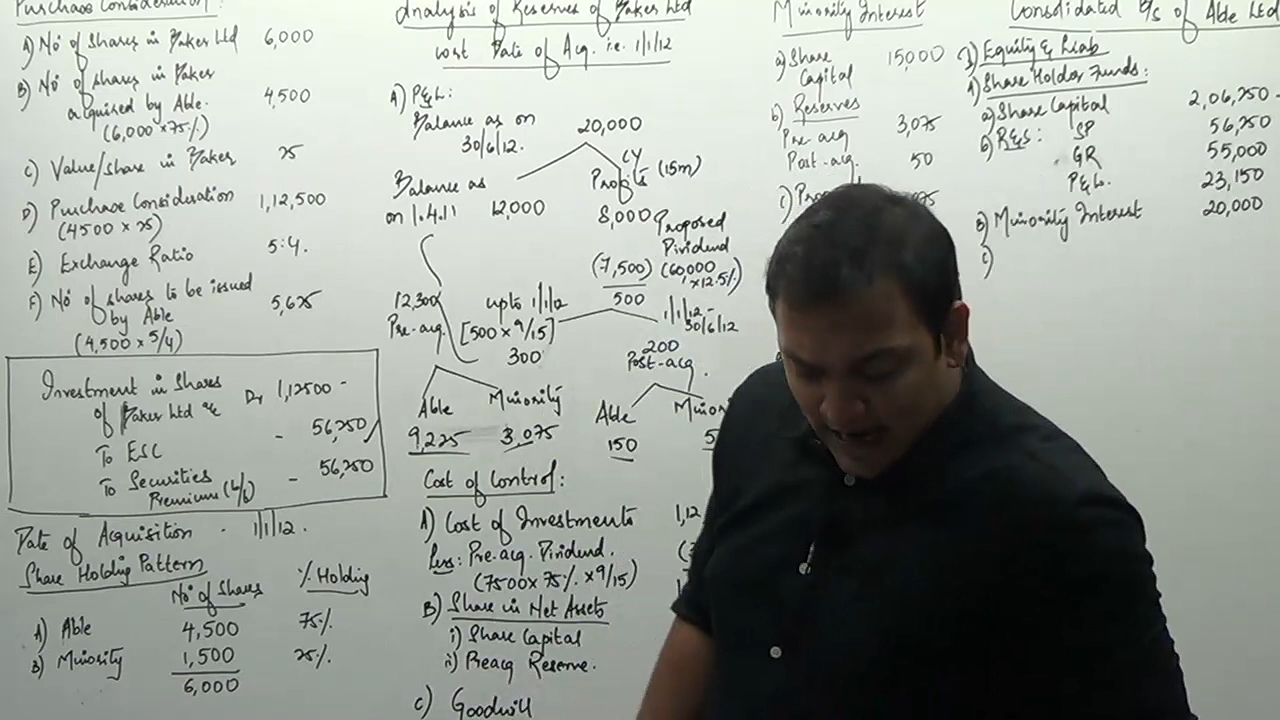 Purchase Consideration:
A) No of Shares in Baker Ltd 6,000
B) No of shares in Baker
acquired by Able. 4,500
(6,000 x 75%)
C) Value/share in Baker 25
D) Purchase Consideration 1,12,500
(4500 x 25)
E) Exchange Ratio 5:4.
F) No of shares to be issued
by Able 5,625
(4,500 x 5/4)
Investment in Shares
of Baker Ltd a/c Dr 1,12500 -
To ESC - 56,250
To Securities - 56,250
Premium (b/f)
Date of Acquisition - 1/1/12.
Share Holding Pattern
No of Shares % Holding
A) Able 4,500 75%
B) Minority 1,500 25%
6,000
Analysis of Reserves of Baker Ltd
wrt Date of Acq. i.e. 1/1/12
A) P&L:
Balance as on 20,000
30/6/12.
Balance as
on 1.4.11 12,000
CY
Profits (15m)
8,000
Proposed
Dividend
(7,500) (60000
x12.5%)
500
12,300
Pre-acq.
upto 1/1/12
[500 x 9/15]
300
1/1/12-
30/6/12
200
Post-acq.
Able Minority
9,225 3,075
Able
150
Cost of Control:
A) Cost of Investments
Less: Pre-acq. Dividend.
(7500 x 75% x 9/15)
B) Share in Net Assets
i) Share Capital
ii) Preacq Reserve.
C) Goodwill
Minority Interest
a) Share 15,000
Capital
b) Reserves
Pre-acq 3,075
Post-acq. 50
Consdidated B/S of Able Ltd
I) Equity & Liab
A) Share Holder Funds:
a) Share Capital 2,06,250 -
b) R&S: SP 56,250
GR 55,000
P&L. 23,150
B) Minority Interest 20,000
C)